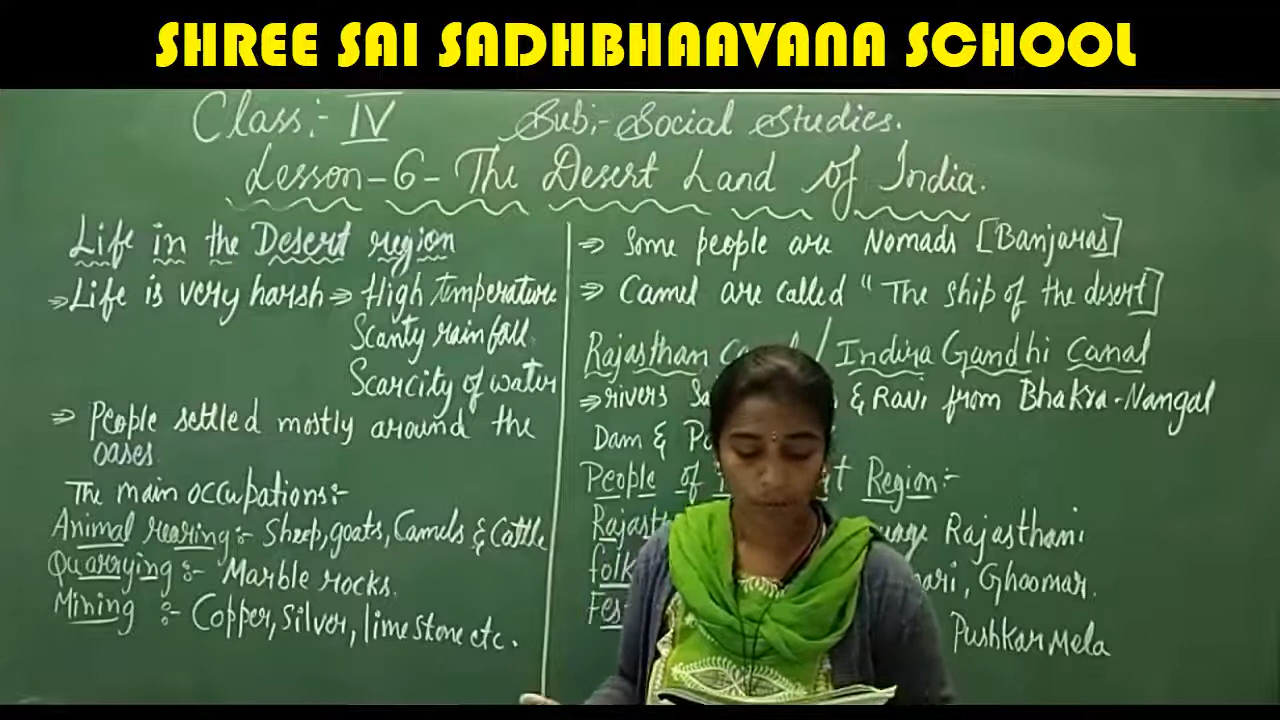 SHREE SAI SADHBHAAVANA SCHOOL
Class:- IV
Sub:- Social Studies.
Lesson-6- The Desert Land of India.
Life in the Desert region
⇒ Life is very harsh ⇒ High temperature
Scanty rainfall.
Scarcity of water
⇒ People settled mostly around the
oases.
The main occupations:-
Animal rearing:- Sheep, goats, Camels & Cattle
Quarrying :- Marble rocks.
Mining :- Copper, Silver, limestone etc.
⇒ Some people are Nomads [Banjaras]
⇒ Camel are called " The ship of the desert]
Rajasthan / Indira Gandhi Canal
⇒ rivers & Ravi from Bhakra-Nangal
Dam &
People of Region:-
Rajasthani
Ghoomar.
Pushkar Mela